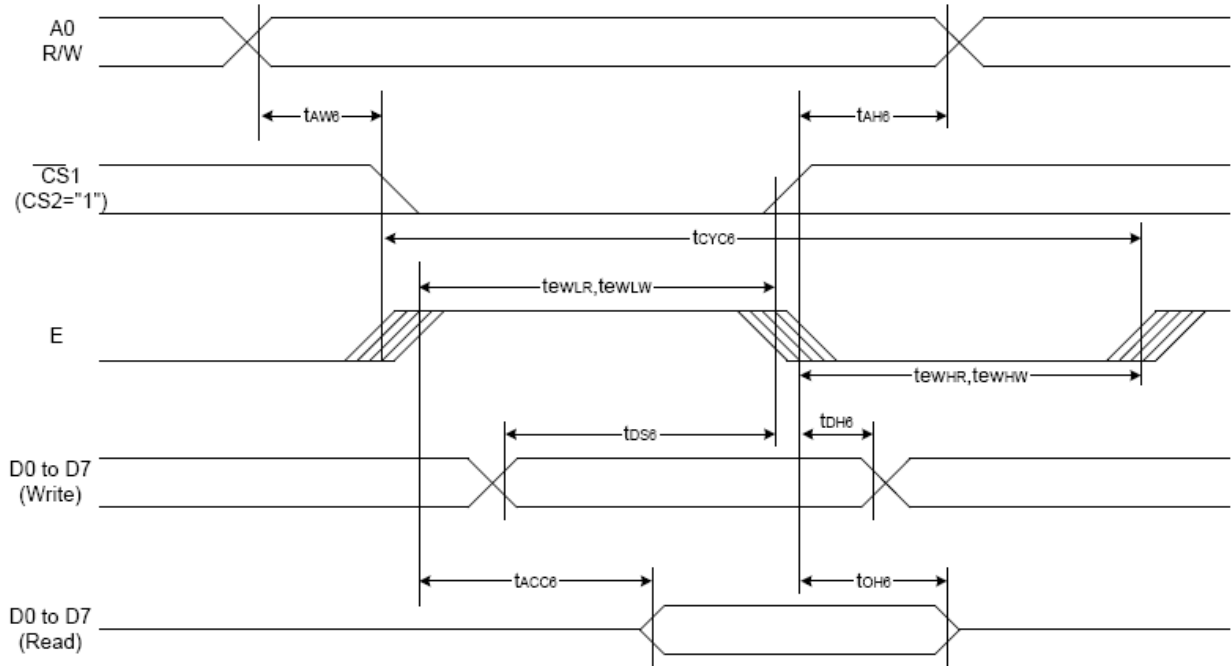 A0
R/W
tAW6
tAH6
CS1
(CS2="1")
tCYC6
tewLR,tewLW
E
tewHR,tewHW
tDS6
tDH6
D0 to D7
(Write)
tACC6
tOH6
D0 to D7
(Read)